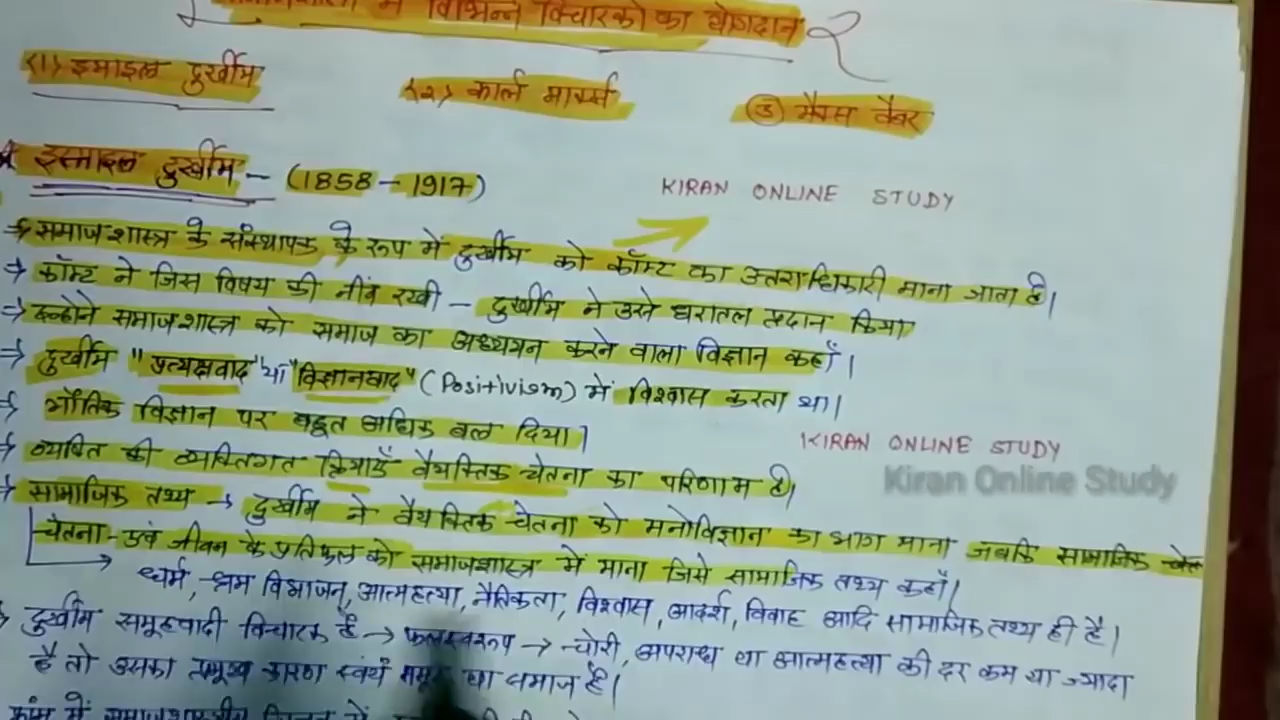 में विभिन्न विचारकों का योगदान
(1) इमाइल दुर्खीम (2) कार्ल मार्क्स (3) मैक्स वैबर
इमाइल दुर्खीम – (1858 – 1917)
KIRAN ONLINE STUDY
⇒ समाजशास्त्र के संस्थापक के रूप में दुर्खीम को कॉम्ट का उत्तराधिकारी माना जाता है।
⇒ कॉम्ट ने जिस विषय की नींव रखी – दुर्खीम ने उसे धरातल प्रदान किया
⇒ इन्होंने समाजशास्त्र को समाज का अध्ययन करने वाला विज्ञान कहाँ।
⇒ दुर्खीम "प्रत्यक्षवाद" या "विज्ञानवाद" (Positivism) में विश्वास करता था।
⇒ भौतिक विज्ञान पर बहुत अधिक बल दिया।
KIRAN ONLINE STUDY
⇒ व्यक्ति की व्यक्तिगत क्रियाएँ वैयक्तिक चेतना का परिणाम है।
Kiran Online Study
⇒ सामाजिक तथ्य → दुर्खीम ने वैयक्तिक चेतना को मनोविज्ञान का भाग माना जबकि सामाजिक
चेतना एवं जीवन के प्रतिकूल को समाजशास्त्र में माना जिसे सामाजिक तथ्य कहाँ।
→ धर्म, श्रम विभाजन, आत्महत्या, नैतिकता, विश्वास, आदर्श, विवाह आदि सामाजिक तथ्य ही है।
दुर्खीम समूहवादी विचारक है → फलस्वरूप → चोरी, अपराध या आत्महत्या की दर कम या ज्यादा
है तो उसका प्रमुख कारण स्वयं समूह या समाज है।